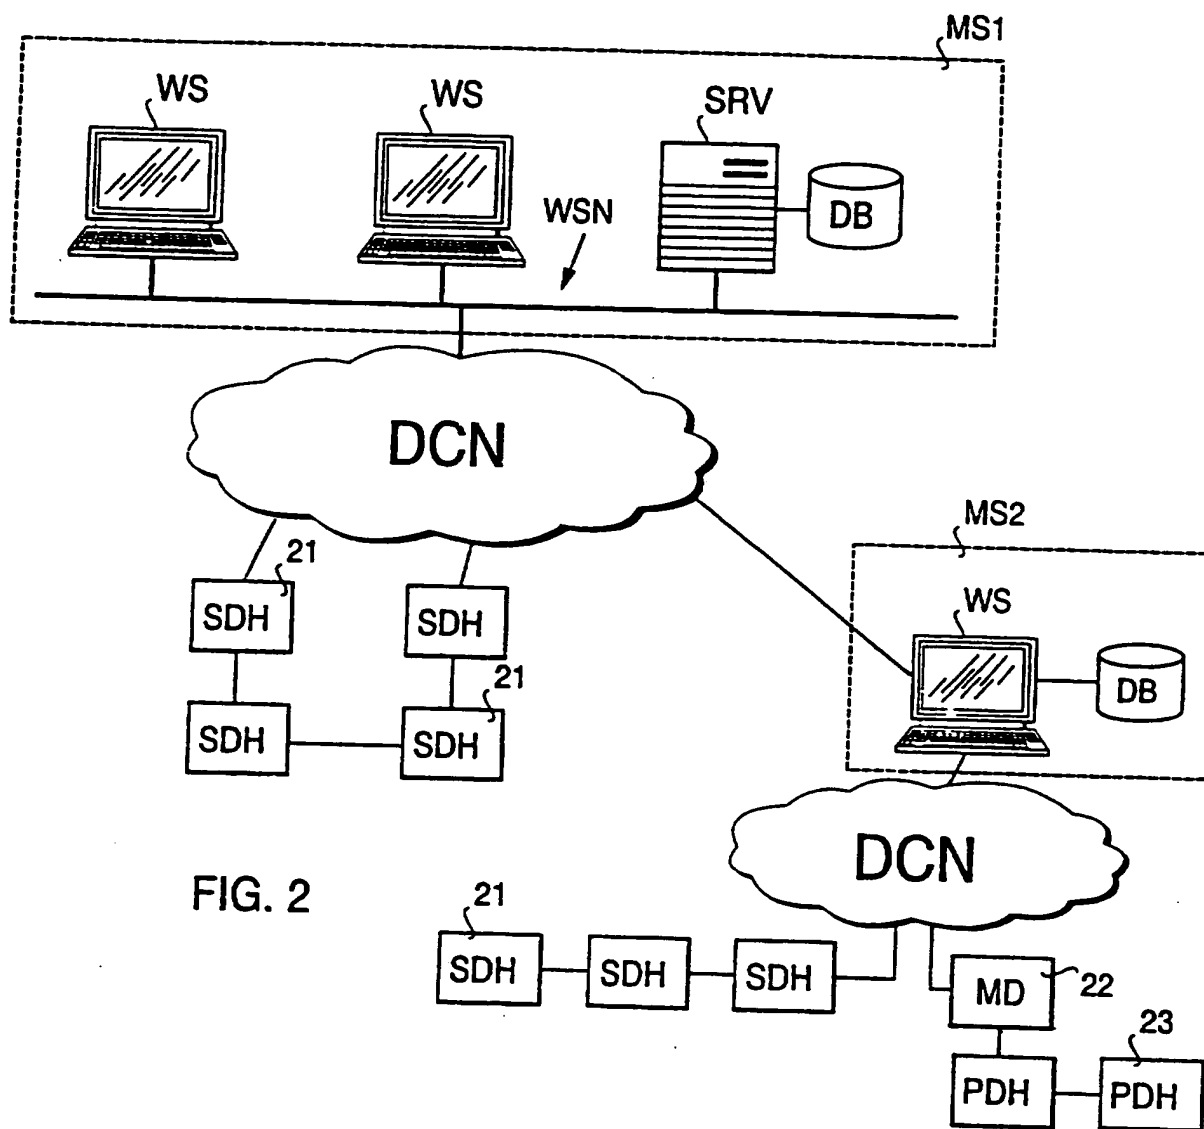 MS1
WS
WS
SRV
DB
WSN
DCN
MS2
21
WS
SDH
SDH
DB
21
SDH
SDH
DCN
FIG. 2
21
SDH
SDH
SDH
MD
22
23
PDH
PDH